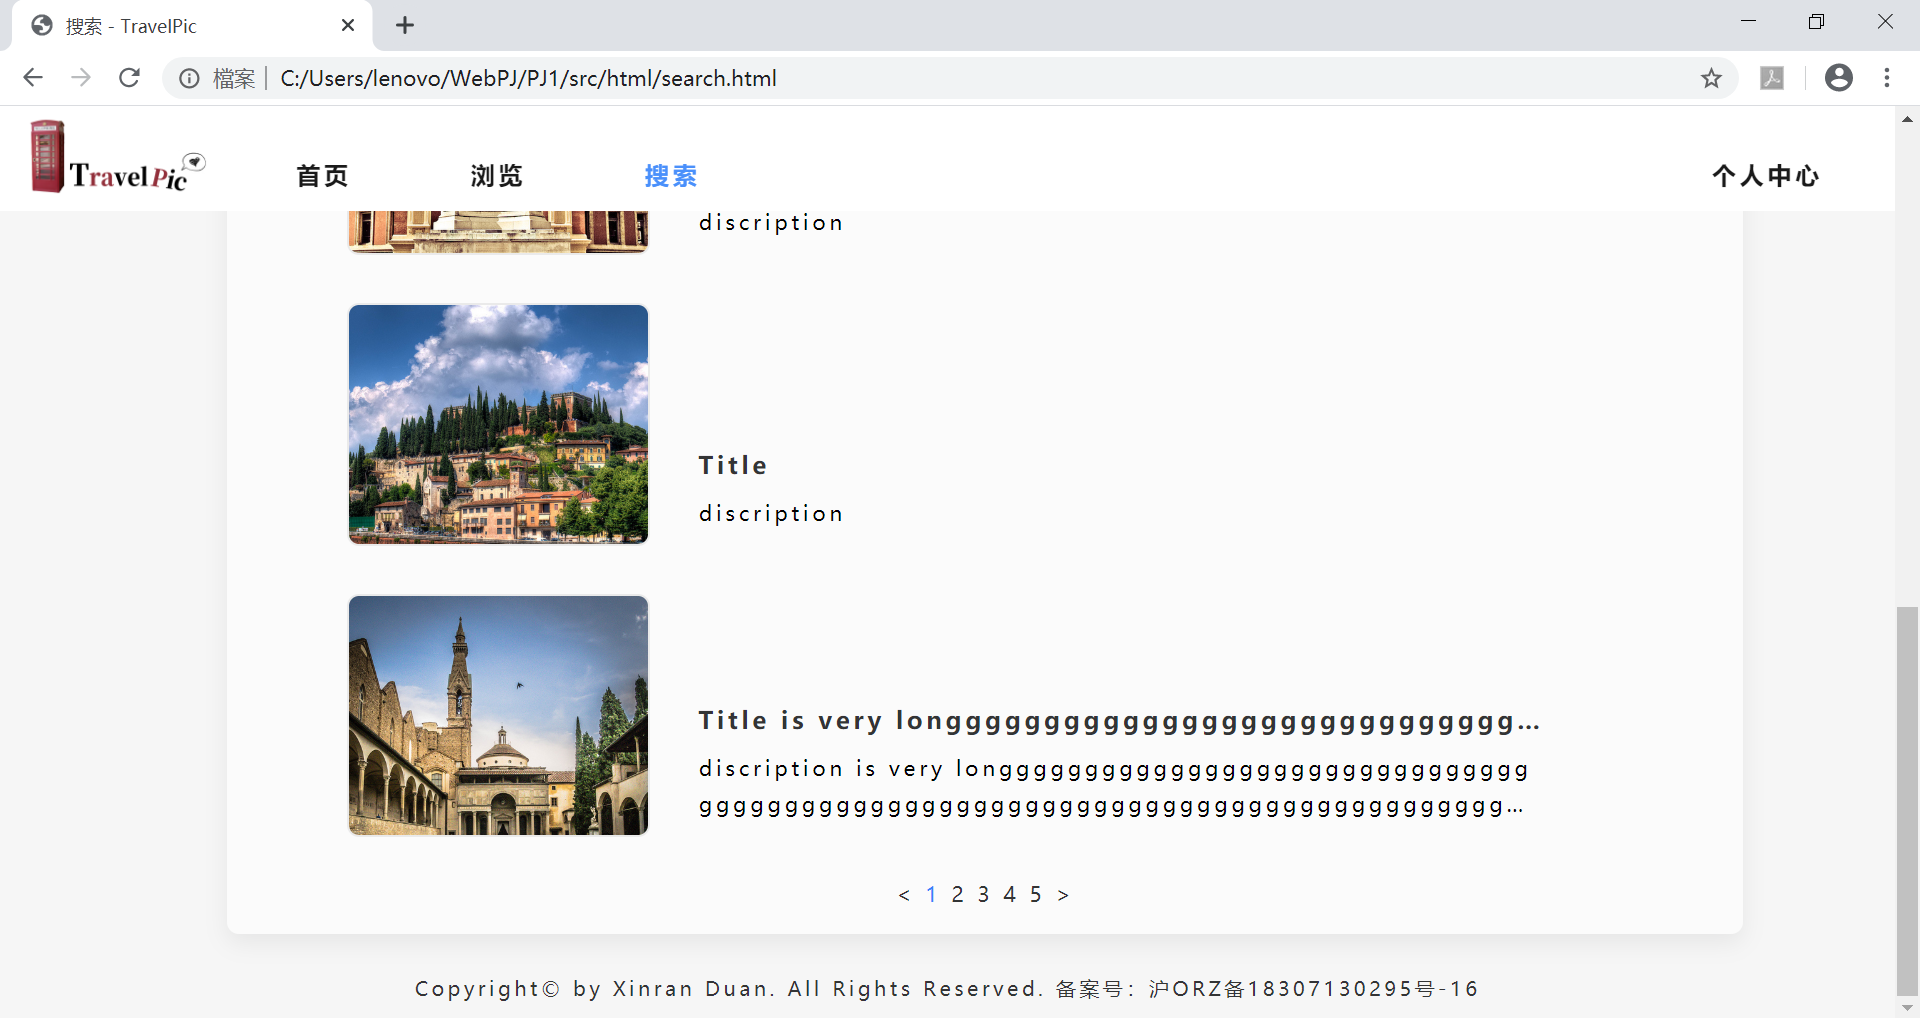 搜索 - TravelPic
檔案 C:/Users/lenovo/WebPJ/PJ1/src/html/search.html
TravelPic 首页 浏览 搜索 个人中心
discription
Title
discription
Title is very longgggggggggggggggggggggggggggg...
discription is very longggggggggggggggggggggggggggggggg
ggggggggggggggggggggggggggggggggggggggggggggggg...
< 1 2 3 4 5 >
Copyright© by Xinran Duan. All Rights Reserved. 备案号：沪ORZ备18307130295号-16